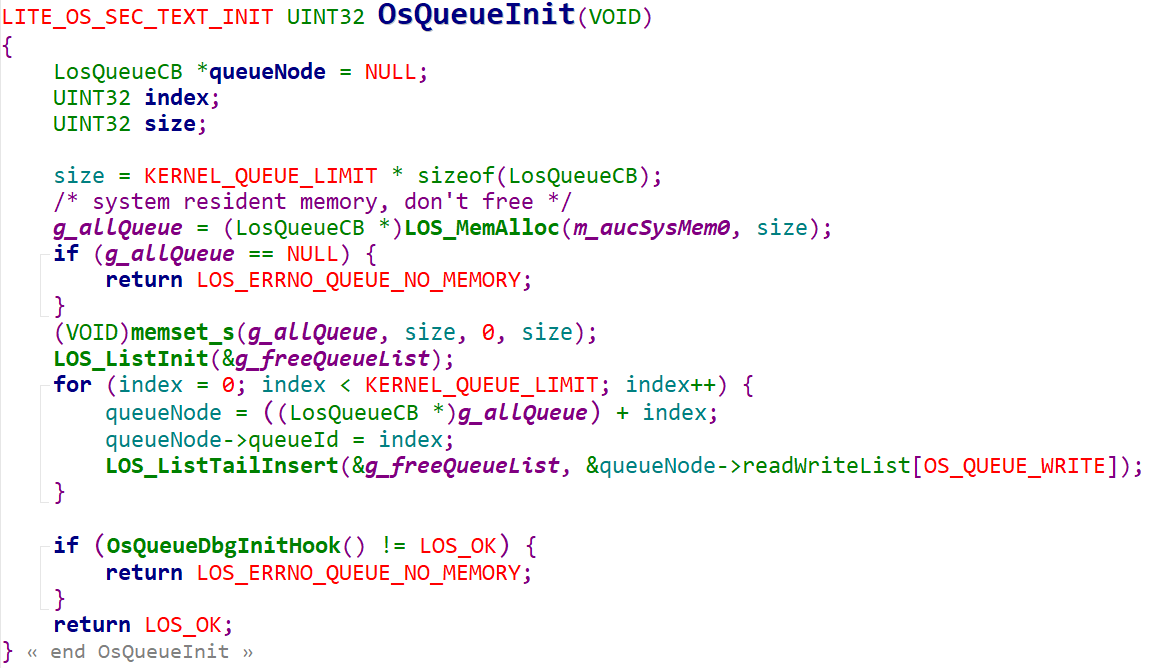 LITE_OS_SEC_TEXT_INIT UINT32 OsQueueInit(VOID)
{
    LosQueueCB *queueNode = NULL;
    UINT32 index;
    UINT32 size;

    size = KERNEL_QUEUE_LIMIT * sizeof(LosQueueCB);
    /* system resident memory, don't free */
    g_allQueue = (LosQueueCB *)LOS_MemAlloc(m_aucSysMem0, size);
    if (g_allQueue == NULL) {
        return LOS_ERRNO_QUEUE_NO_MEMORY;
    }
    (VOID)memset_s(g_allQueue, size, 0, size);
    LOS_ListInit(&g_freeQueueList);
    for (index = 0; index < KERNEL_QUEUE_LIMIT; index++) {
        queueNode = ((LosQueueCB *)g_allQueue) + index;
        queueNode->queueId = index;
        LOS_ListTailInsert(&g_freeQueueList, &queueNode->readWriteList[OS_QUEUE_WRITE]);
    }

    if (OsQueueDbgInitHook() != LOS_OK) {
        return LOS_ERRNO_QUEUE_NO_MEMORY;
    }
    return LOS_OK;
} « end OsQueueInit »